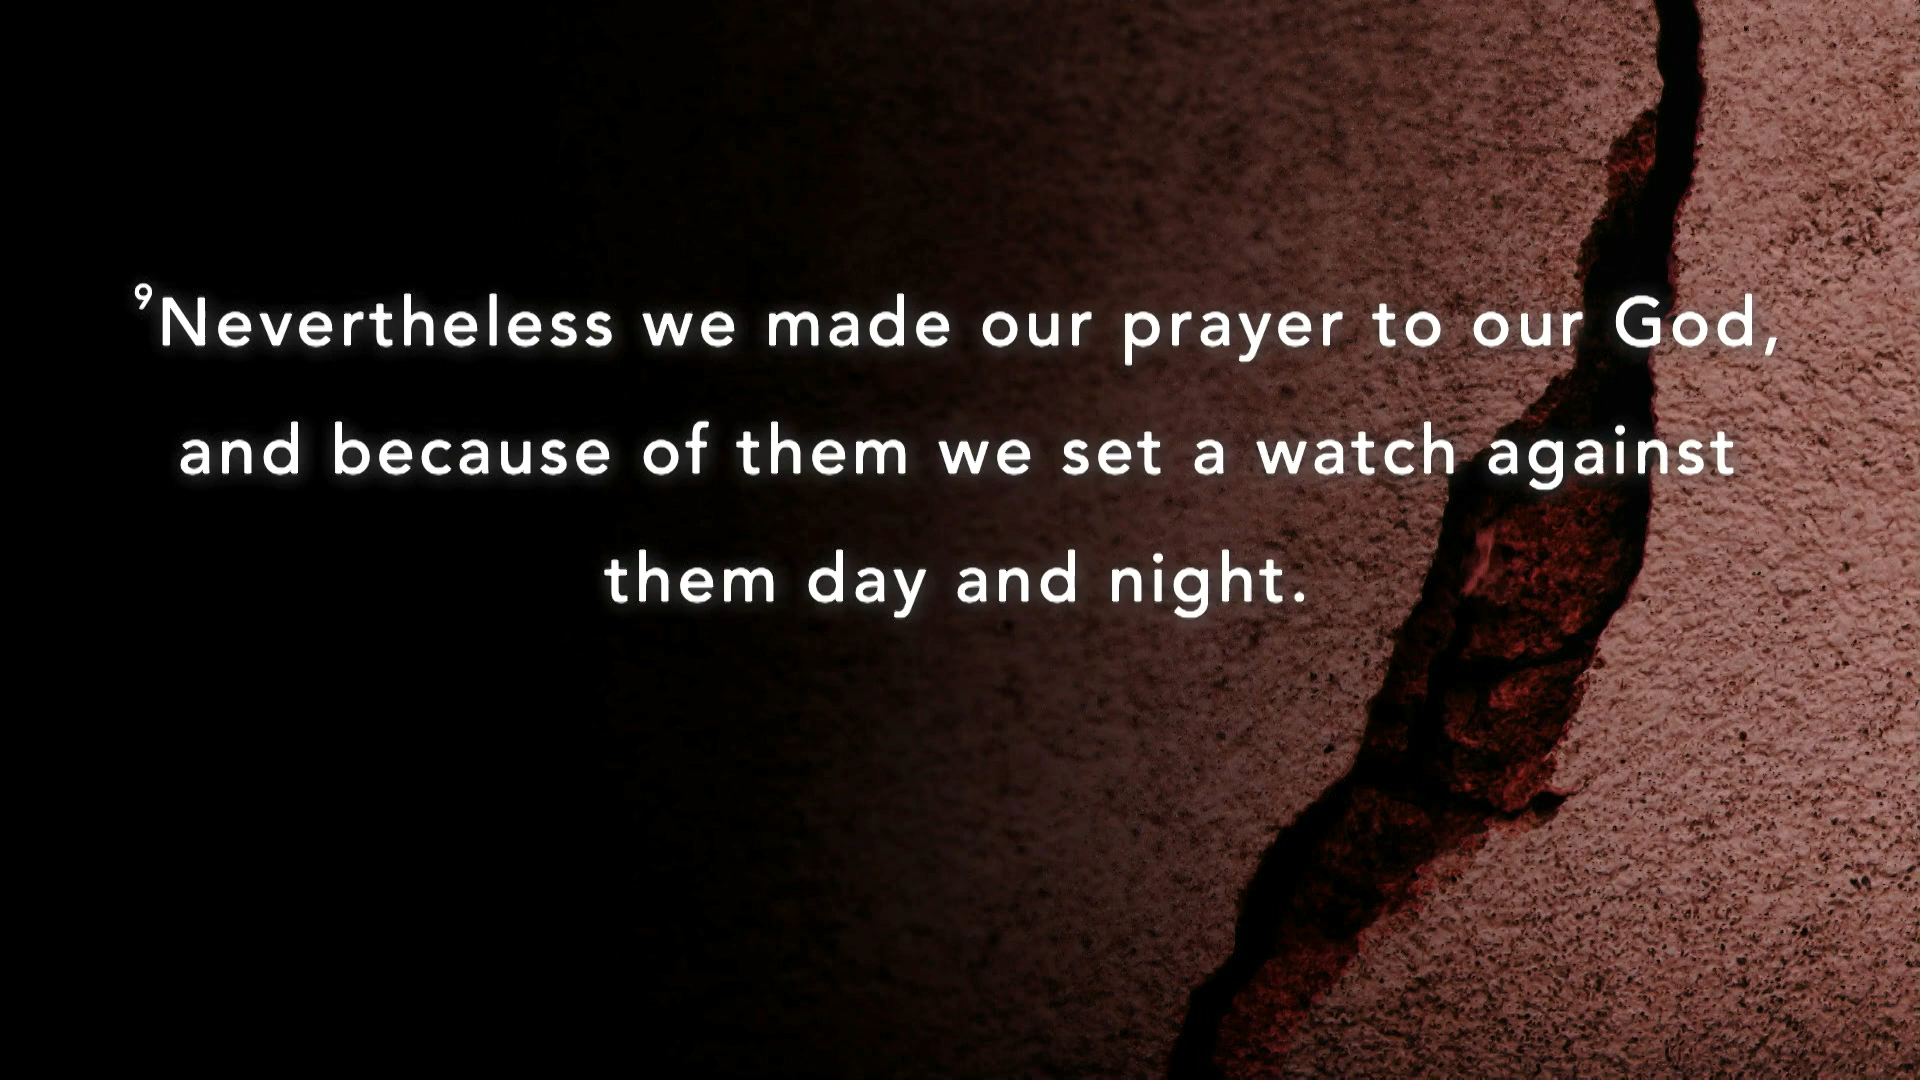 ⁹Nevertheless we made our prayer to our God,
and because of them we set a watch against
them day and night.